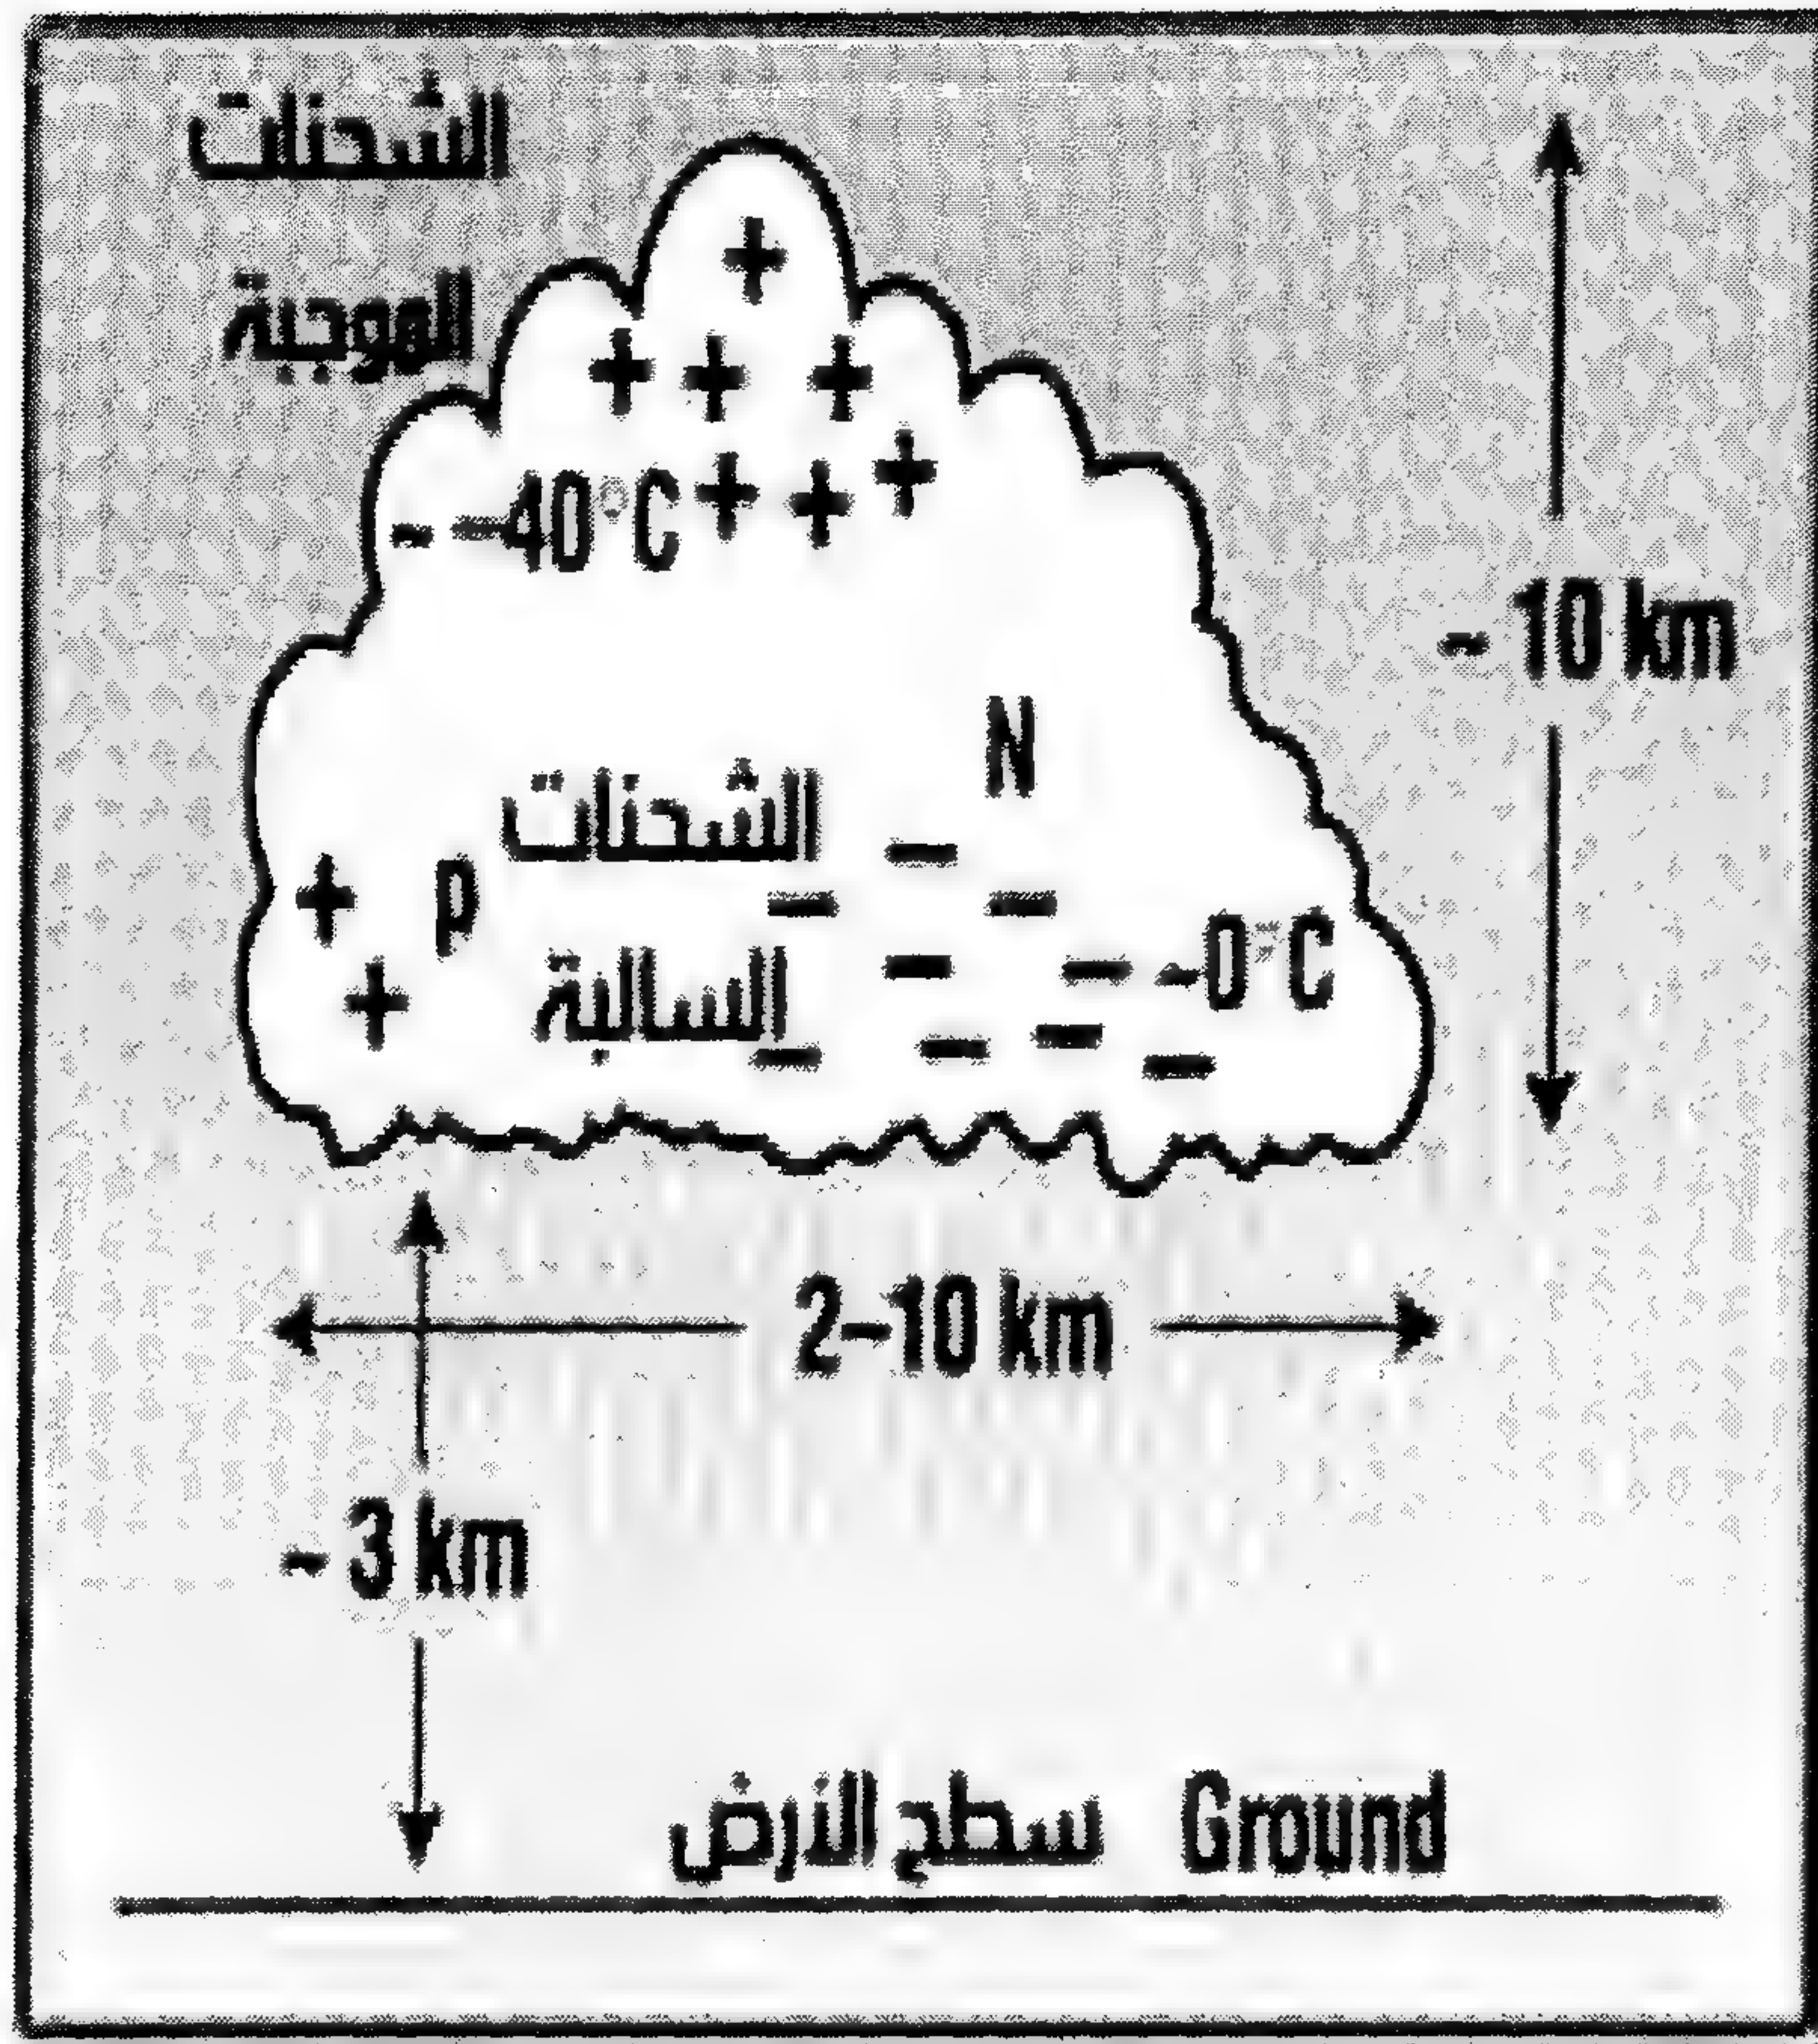 الشحنات
الموجبة
+
+ + +
~ -40°C + + +
~ 10 km
N
الشحنات
السالبة
+ p
+
- - -
- - ~0°C
- - - -
2-10 km
~ 3 km
سطح الأرض Ground